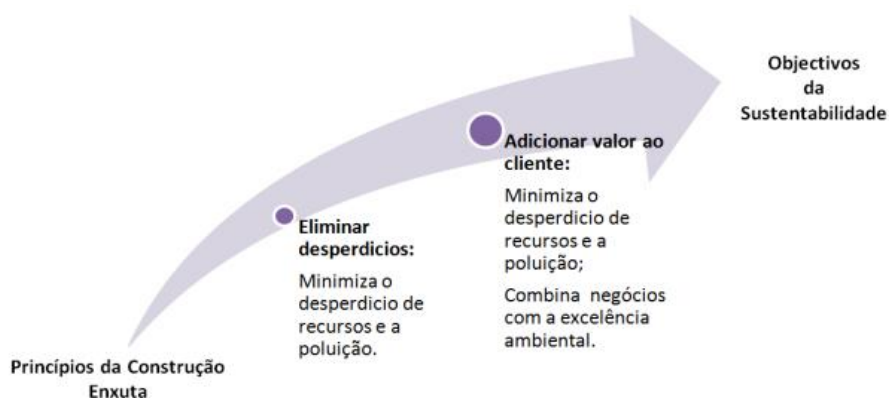 Objectivos
da
Sustentabilidade
Adicionar valor ao
cliente:
Minimiza o
desperdicio de
recursos e a
poluição;
Combina negócios
com a excelência
ambiental.
Eliminar
desperdicios:
Minimiza o
desperdicio de
recursos e a
poluição.
Princípios da Construção
Enxuta